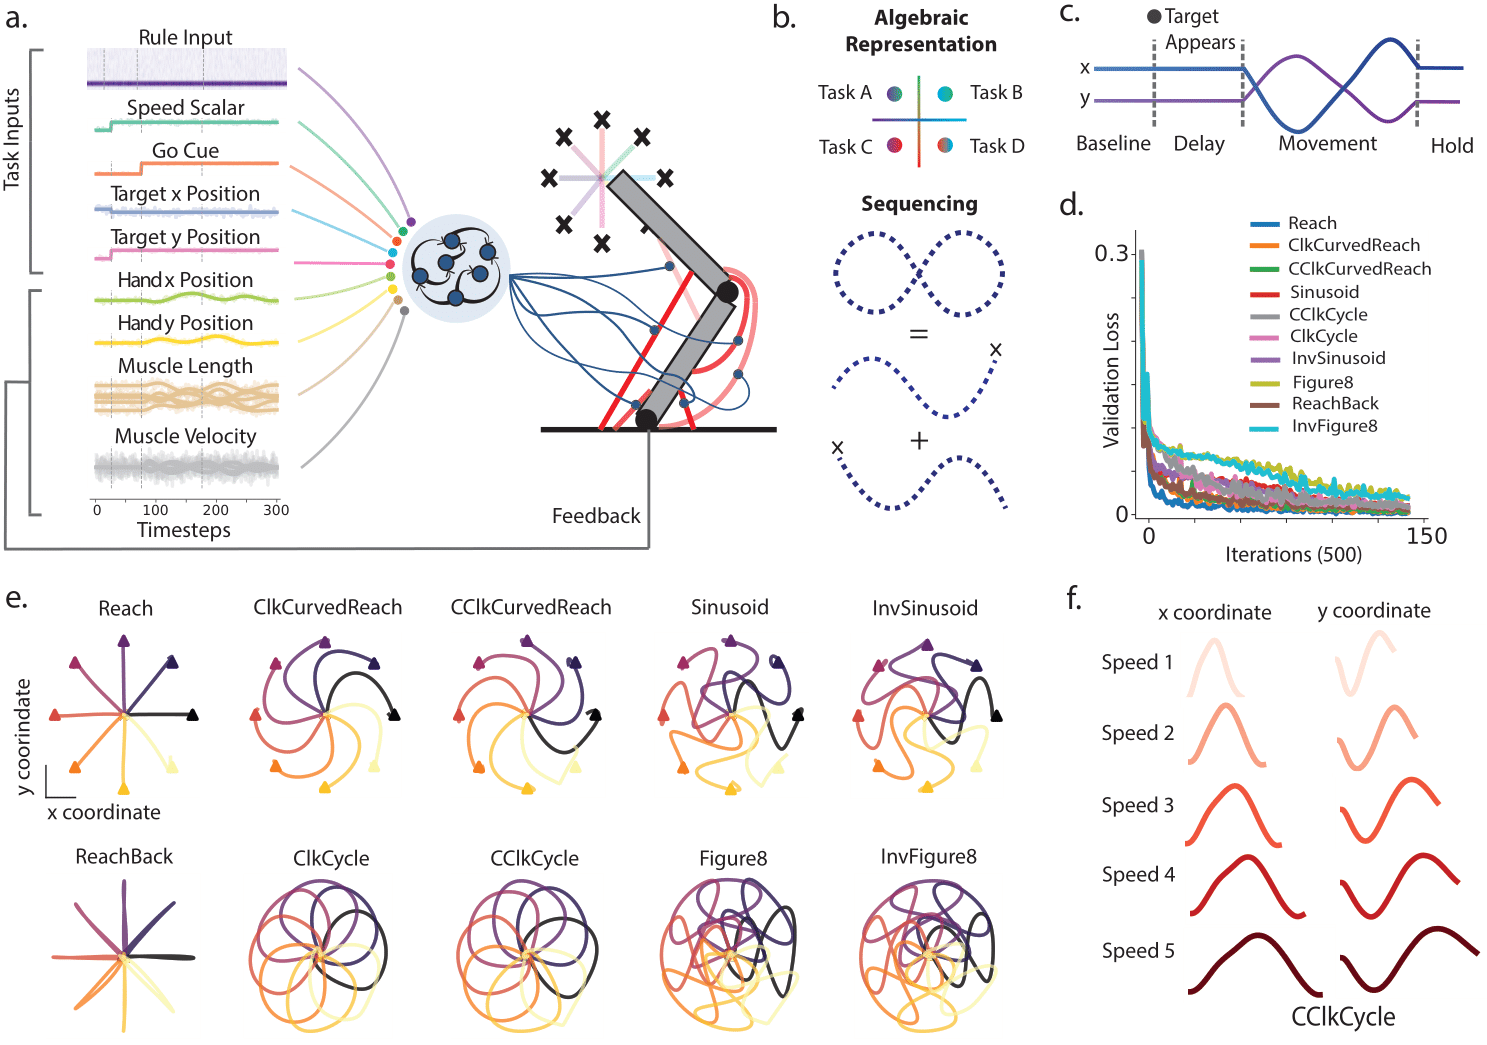 a.
Task Inputs
Rule Input
Speed Scalar
Go Cue
Target x Position
Target y Position
Hand x Position
Hand y Position
Muscle Length
Muscle Velocity
0 100 200 300
Timesteps
Feedback
b.
Algebraic
Representation
Task A Task B
Task C Task D
Sequencing
=
x
+
x
c.
Target
Appears
x
y
Baseline Delay Movement Hold
d.
Validation Loss
0.3
0
Reach
ClkCurvedReach
CClkCurvedReach
Sinusoid
CClkCycle
ClkCycle
InvSinusoid
Figure8
ReachBack
InvFigure8
0 150
Iterations (500)
e.
Reach ClkCurvedReach CClkCurvedReach Sinusoid InvSinusoid
y coorindate
x coordinate
ReachBack ClkCycle CClkCycle Figure8 InvFigure8
f.
x coordinate y coordinate
Speed 1
Speed 2
Speed 3
Speed 4
Speed 5
CClkCycle